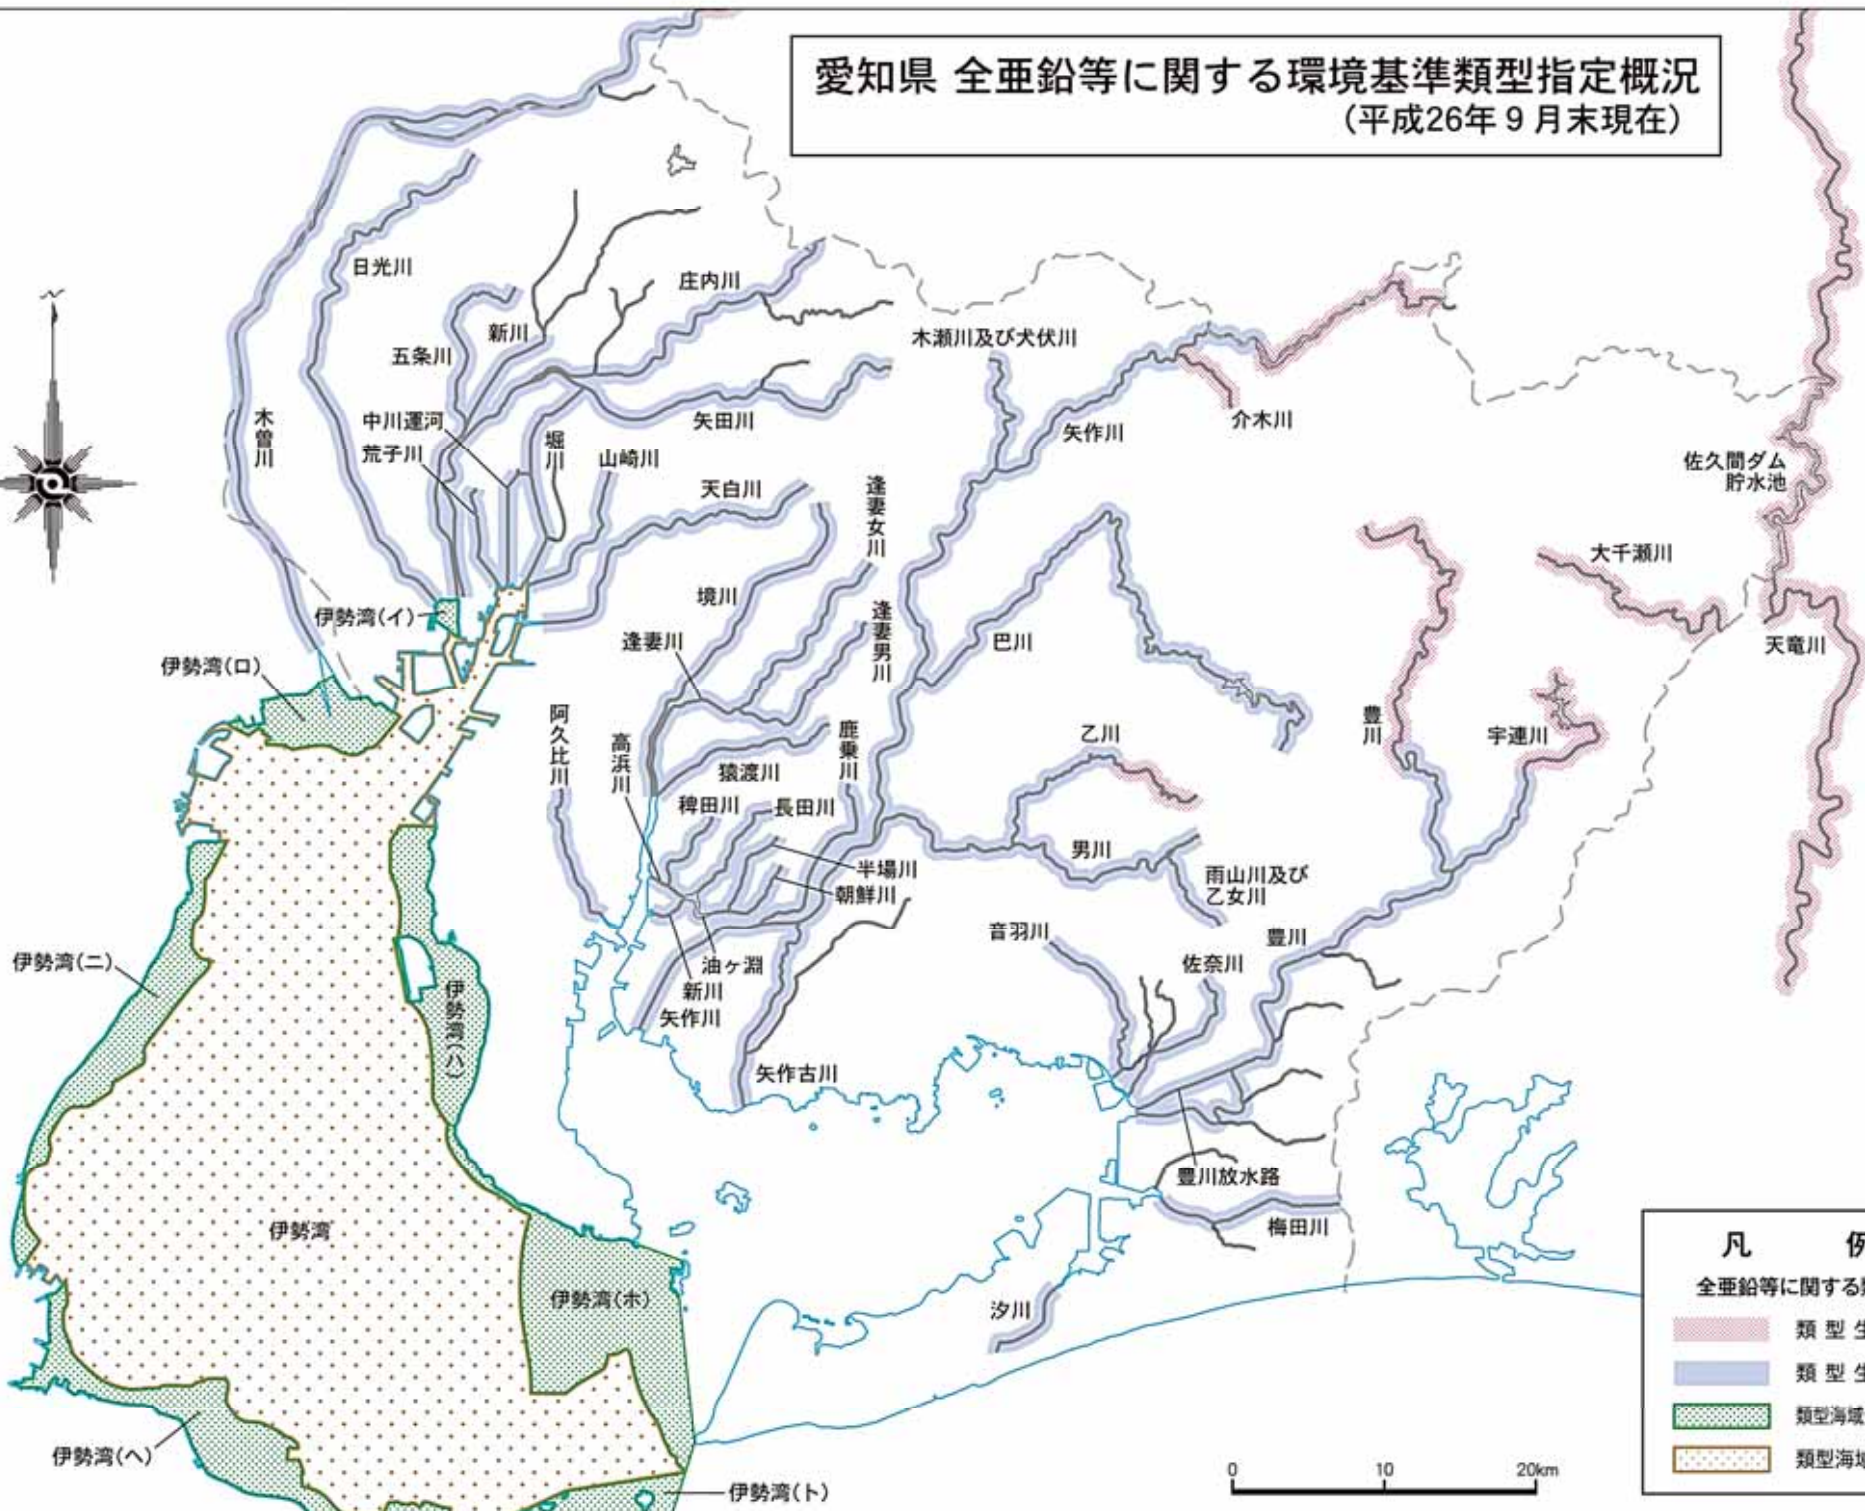 愛知県 全亜鉛等に関する環境基準類型指定概況
（平成26年９月末現在）
日光川
庄内川
新川
五条川
木瀬川及び犬伏川
木曽川
中川運河
荒子川
堀川
山崎川
矢田川
矢作川
介木川
佐久間ダム
貯水池
天白川
逢妻女川
大千瀬川
境川
逢妻男川
伊勢湾(イ)
逢妻川
巴川
天竜川
伊勢湾(ロ)
阿久比川
高浜川
鹿乗川
乙川
豊川
宇連川
猿渡川
稗田川
長田川
男川
半場川
朝鮮川
雨山川及び
乙女川
音羽川
豊川
伊勢湾(ニ)
油ヶ淵
佐奈川
新川
伊勢湾(ハ)
矢作川
矢作古川
豊川放水路
伊勢湾
梅田川
凡 例
全亜鉛等に関する類
伊勢湾(ホ)
汐川
類型生
類型生
類型海域
類型海域
伊勢湾(ヘ)
0 10 20km
伊勢湾(ト)